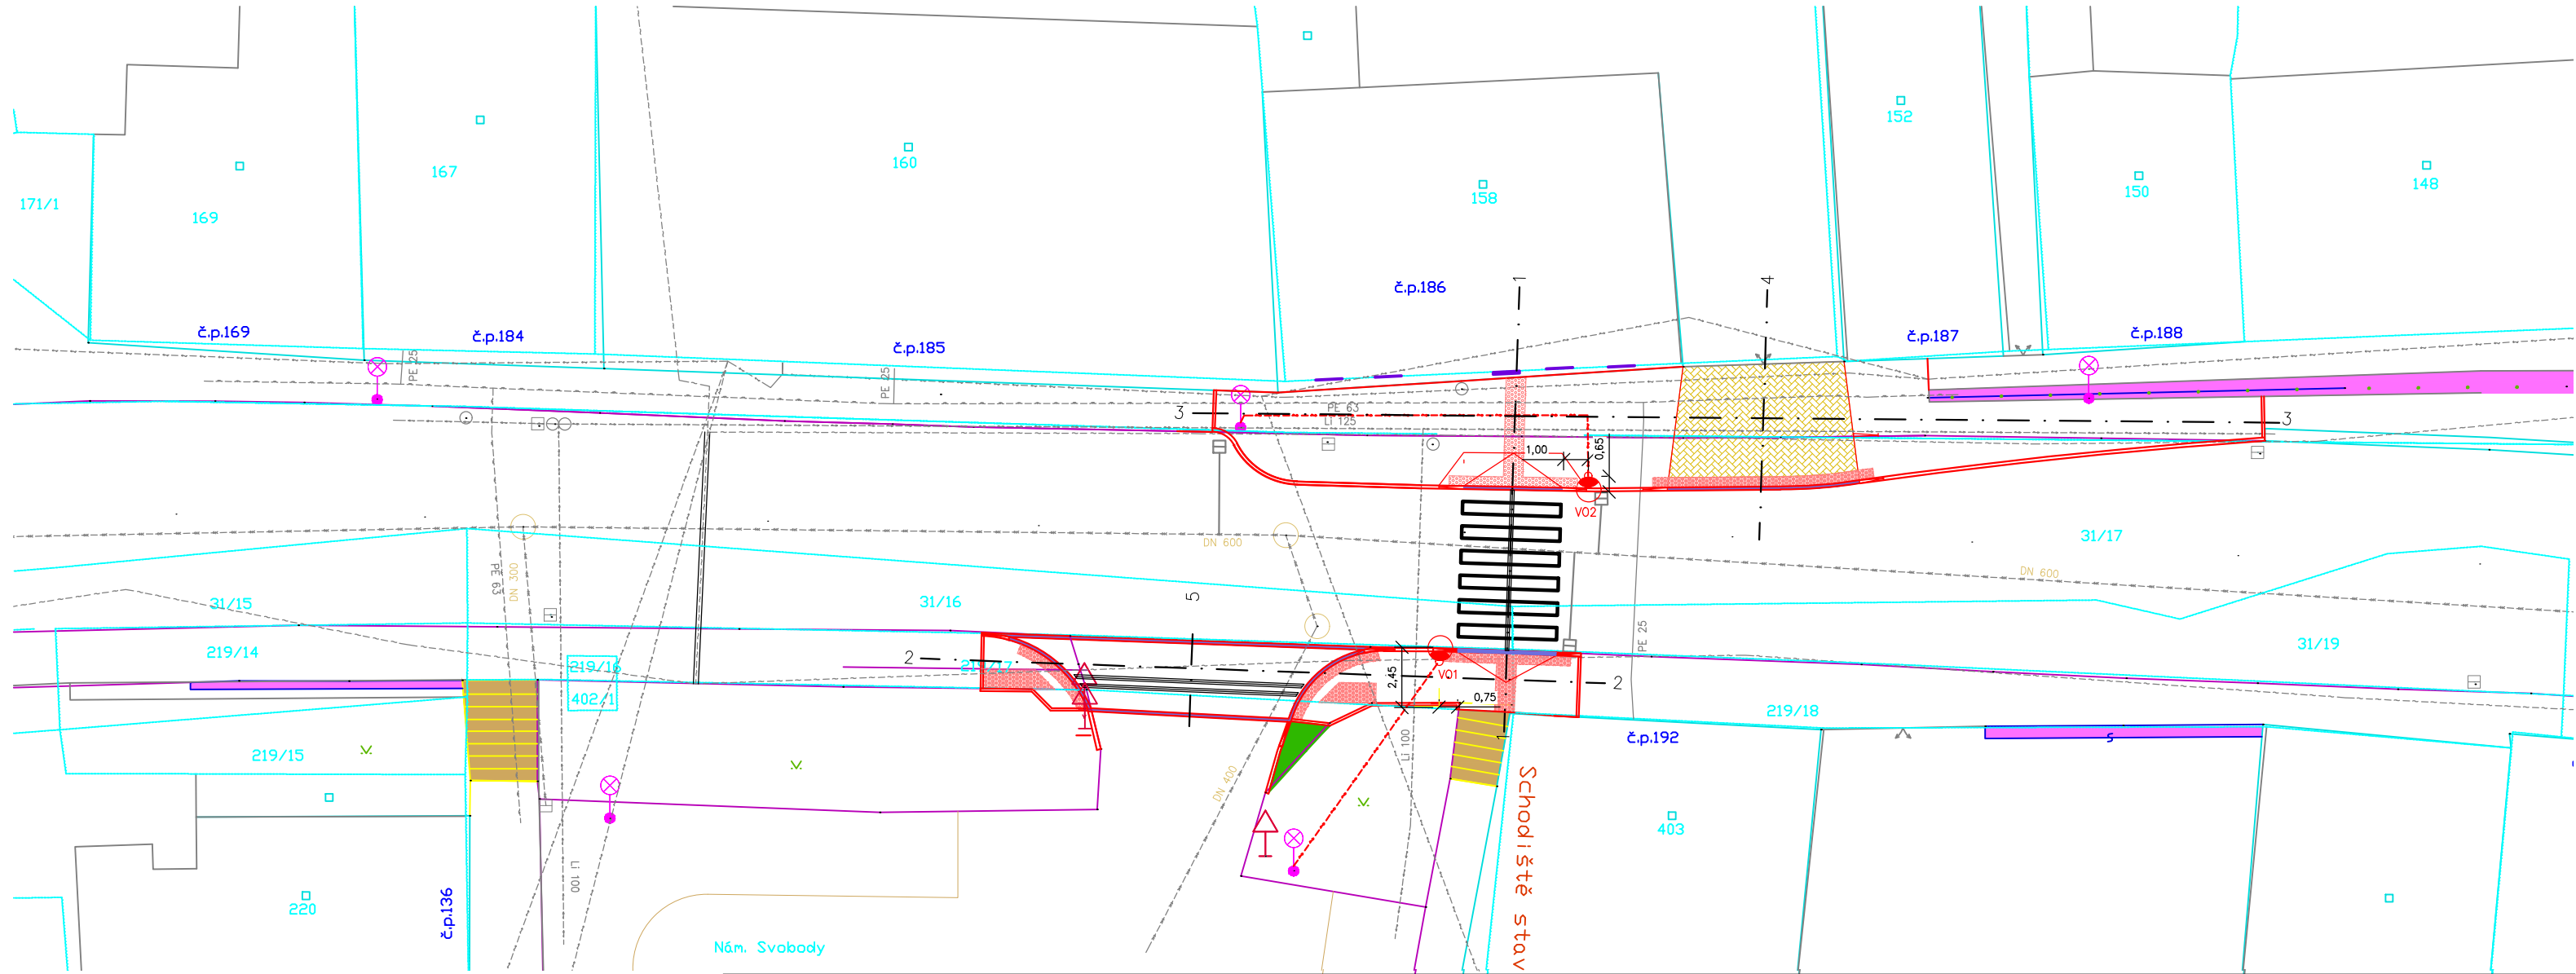 152
167
160
148
158
150
171/1
169
1
4
č.p.186
č.p.169
č.p.184
č.p.185
č.p.187
č.p.188
PE 25
PE 25
3
PE 63
Li 125
3
1,00
0,65
VO2
31/17
DN 600
DN 600
PE 63
DN 300
31/15
31/16
5
PE 25
31/19
219/14
219/16
219/17
2
2
VO1
2,45
0,75
402/1
219/18
1
č.p.192
Li 100
219/15
DN 400
S
Schodiště stav
403
Li 100
220
č.p.136
Nám. Svobody